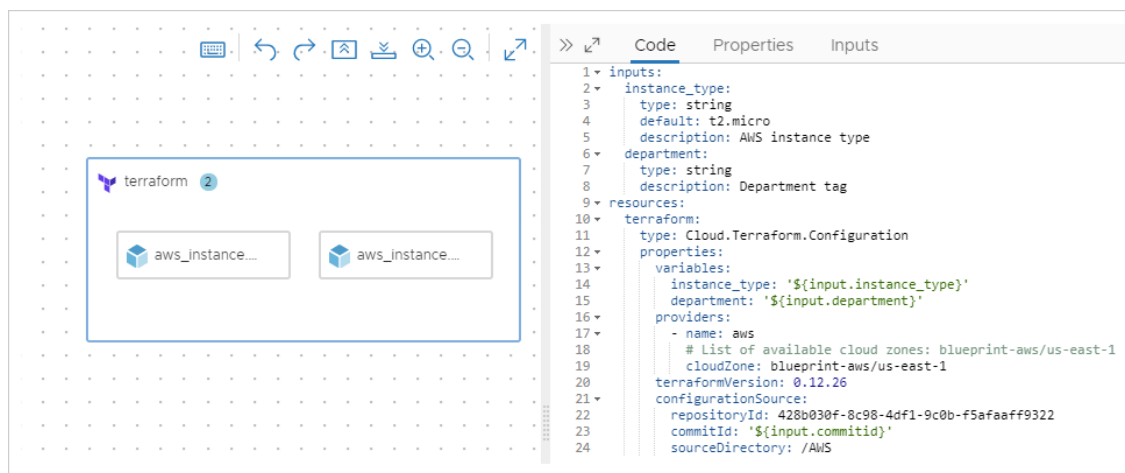 terraform 2
aws_instance....
aws_instance....
Code Properties Inputs
1 inputs:
2   instance_type:
3     type: string
4     default: t2.micro
5     description: AWS instance type
6   department:
7     type: string
8     description: Department tag
9 resources:
10   terraform:
11     type: Cloud.Terraform.Configuration
12     properties:
13       variables:
14         instance_type: '${input.instance_type}'
15         department: '${input.department}'
16       providers:
17         - name: aws
18           # List of available cloud zones: blueprint-aws/us-east-1
19           cloudZone: blueprint-aws/us-east-1
20       terraformVersion: 0.12.26
21       configurationSource:
22         repositoryId: 428b030f-8c98-4df1-9c0b-f5afaaff9322
23         commitId: '${input.commitid}'
24         sourceDirectory: /AWS